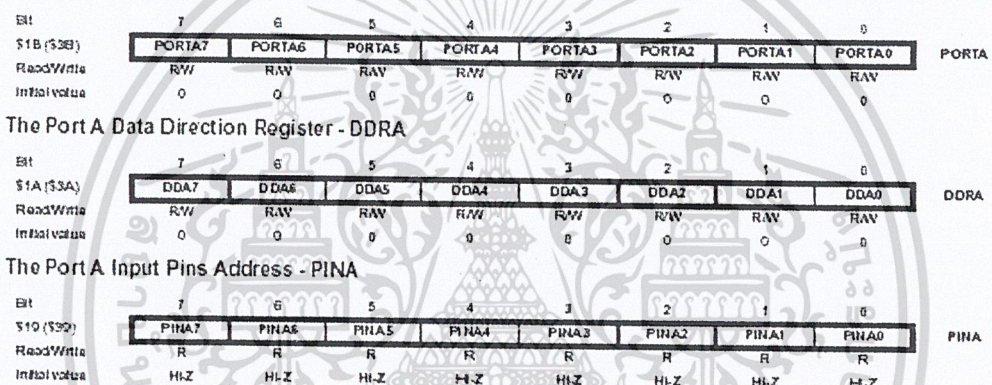 Bit 7 6 5 4 3 2 1 0
$1B ($3B) PORTA7 PORTA6 PORTA5 PORTA4 PORTA3 PORTA2 PORTA1 PORTA0 PORTA
Read/Write R/W R/W R/W R/W R/W R/W R/W R/W
Initial value 0 0 0 0 0 0 0 0
The Port A Data Direction Register - DDRA
Bit 7 6 5 4 3 2 1 0
$1A ($3A) DDA7 DDA6 DDA5 DDA4 DDA3 DDA2 DDA1 DDA0 DDRA
Read/Write R/W R/W R/W R/W R/W R/W R/W R/W
Initial value 0 0 0 0 0 0 0 0
The Port A Input Pins Address - PINA
Bit 7 6 5 4 3 2 1 0
$19 ($39) PINA7 PINA6 PINA5 PINA4 PINA3 PINA2 PINA1 PINA0 PINA
Read/Write R R R R R R R R
Initial value Hi-Z Hi-Z Hi-Z Hi-Z Hi-Z Hi-Z Hi-Z Hi-Z